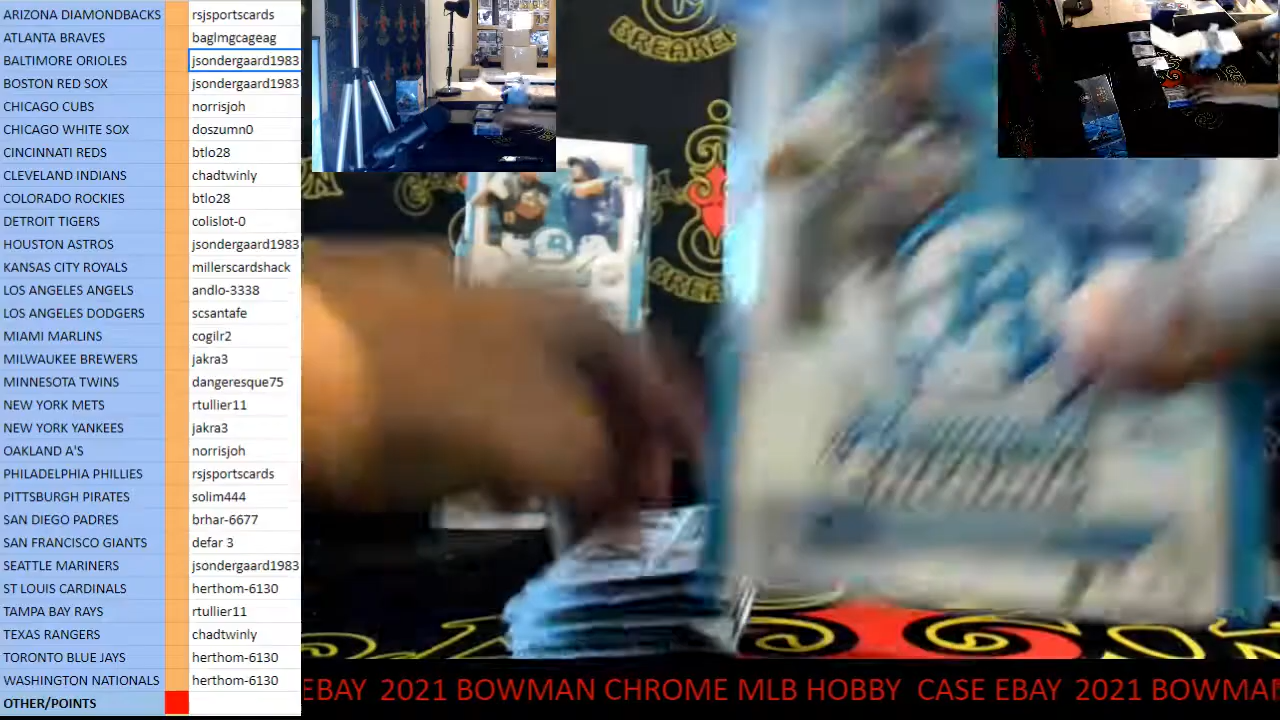 ARIZONA DIAMONDBACKS rsjsportscards
ATLANTA BRAVES baglmgcageag
BALTIMORE ORIOLES jsondergaard1983
BOSTON RED SOX jsondergaard1983
CHICAGO CUBS norrisjoh
CHICAGO WHITE SOX doszumn0
CINCINNATI REDS btlo28
CLEVELAND INDIANS chadtwinly
COLORADO ROCKIES btlo28
DETROIT TIGERS colislot-0
HOUSTON ASTROS jsondergaard1983
KANSAS CITY ROYALS millerscardshack
LOS ANGELES ANGELS andlo-3338
LOS ANGELES DODGERS scsantafe
MIAMI MARLINS cogilr2
MILWAUKEE BREWERS jakra3
MINNESOTA TWINS dangeresque75
NEW YORK METS rtullier11
NEW YORK YANKEES jakra3
OAKLAND A'S norrisjoh
PHILADELPHIA PHILLIES rsjsportscards
PITTSBURGH PIRATES solim444
SAN DIEGO PADRES brhar-6677
SAN FRANCISCO GIANTS defar 3
SEATTLE MARINERS jsondergaard1983
ST LOUIS CARDINALS herthom-6130
TAMPA BAY RAYS rtullier11
TEXAS RANGERS chadtwinly
TORONTO BLUE JAYS herthom-6130
WASHINGTON NATIONALS herthom-6130
OTHER/POINTS
BREAKE
BREA
EBAY 2021 BOWMAN CHROME MLB HOBBY CASE EBAY 2021 BOWMA